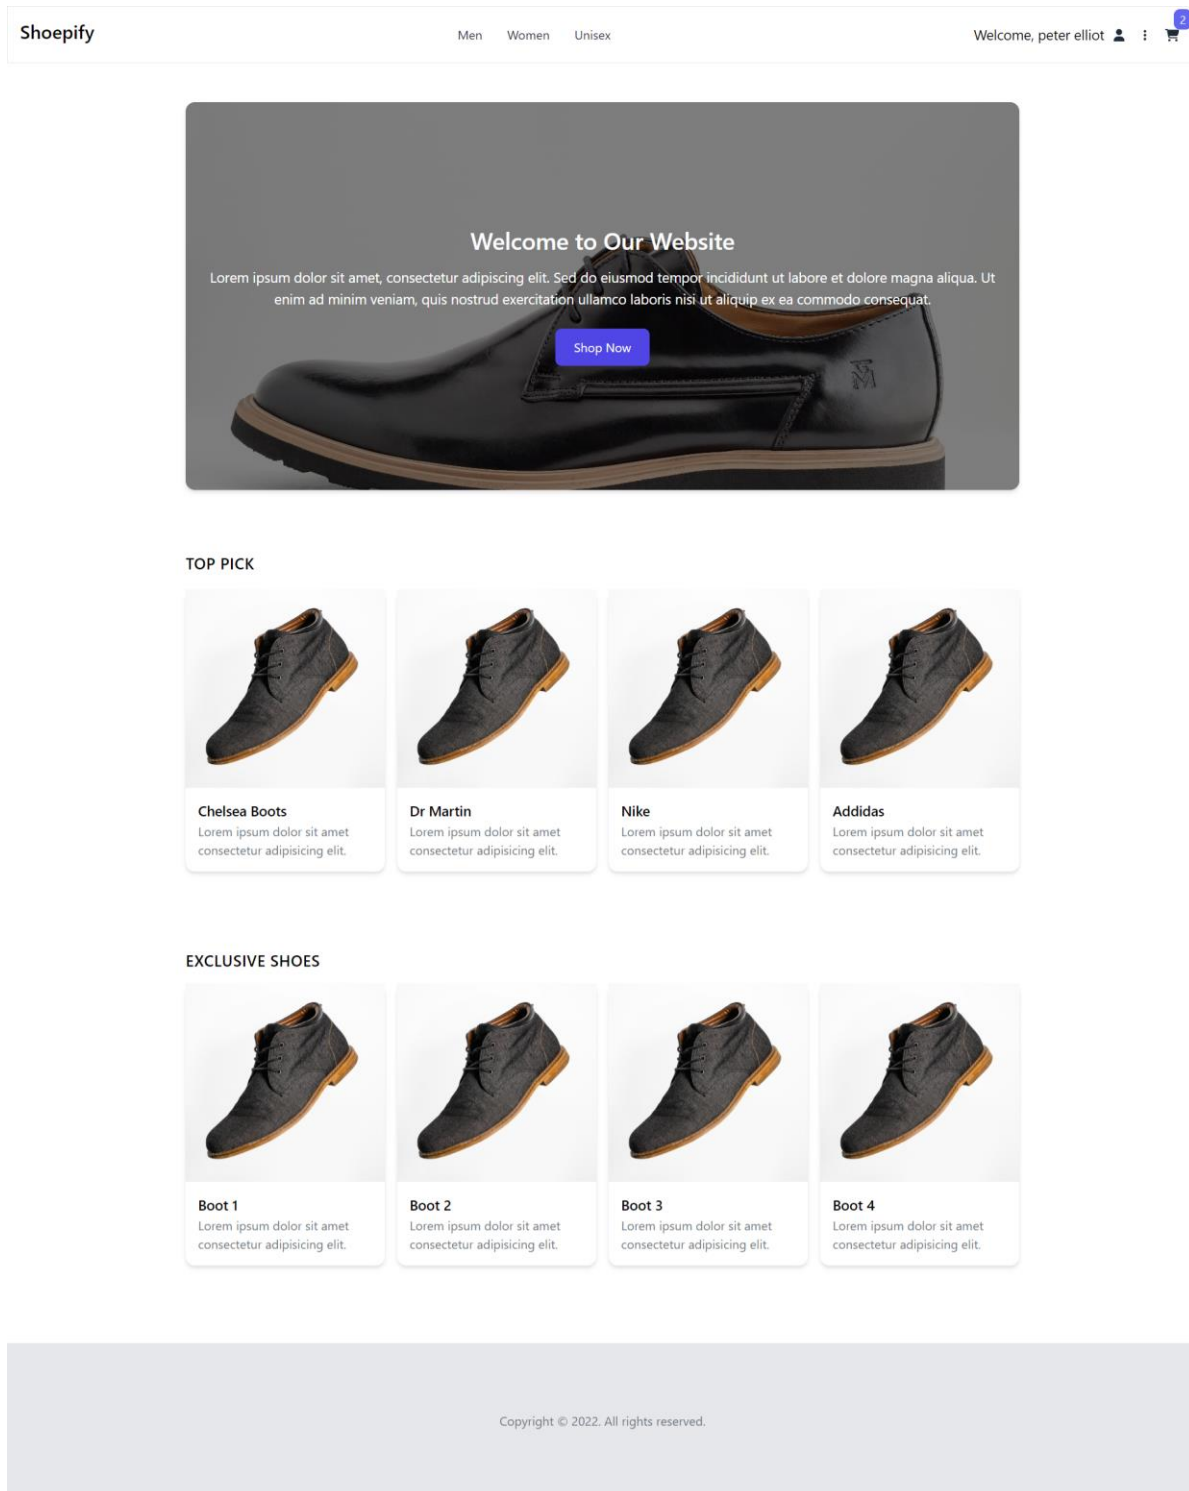 Shoepify
Men Women Unisex
Welcome, peter elliot
2
Welcome to Our Website
Lorem ipsum dolor sit amet, consectetur adipiscing elit. Sed do eiusmod tempor incididunt ut labore et dolore magna aliqua. Ut
enim ad minim veniam, quis nostrud exercitation ullamco laboris nisi ut aliquip ex ea commodo consequat.
Shop Now
TOP PICK
Chelsea Boots
Lorem ipsum dolor sit amet
consectetur adipisicing elit.
Dr Martin
Lorem ipsum dolor sit amet
consectetur adipisicing elit.
Nike
Lorem ipsum dolor sit amet
consectetur adipisicing elit.
Addidas
Lorem ipsum dolor sit amet
consectetur adipisicing elit.
EXCLUSIVE SHOES
Boot 1
Lorem ipsum dolor sit amet
consectetur adipisicing elit.
Boot 2
Lorem ipsum dolor sit amet
consectetur adipisicing elit.
Boot 3
Lorem ipsum dolor sit amet
consectetur adipisicing elit.
Boot 4
Lorem ipsum dolor sit amet
consectetur adipisicing elit.
Copyright © 2022. All rights reserved.